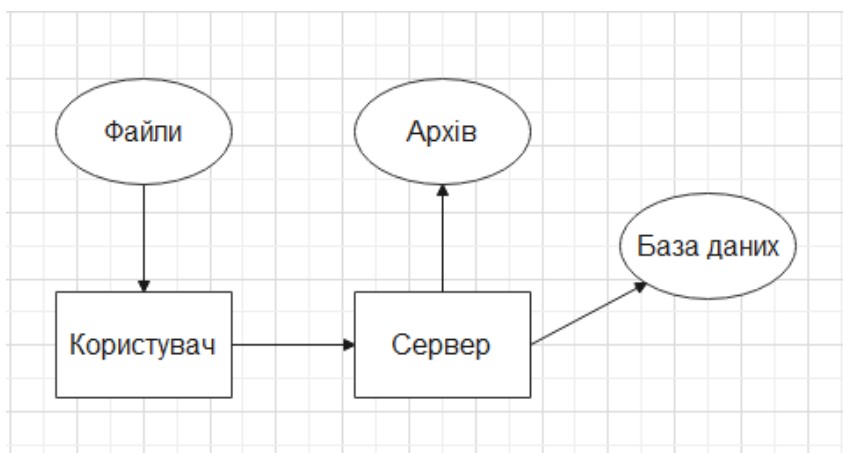 Файли
Архів
База даних
Користувач
Сервер